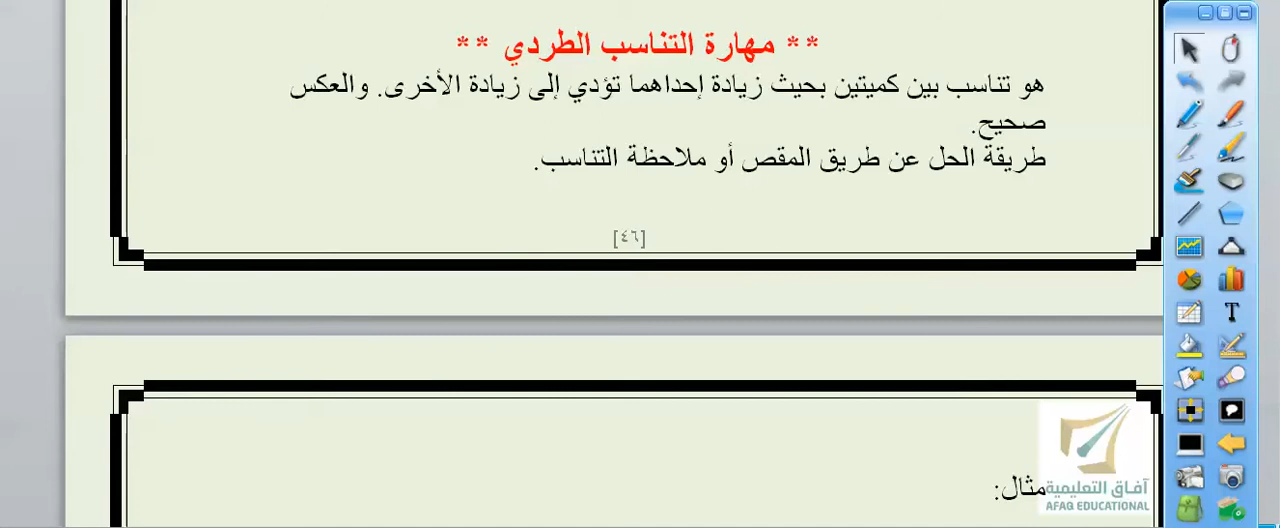 ** مهارة التناسب الطردي **
هو تناسب بين كميتين بحيث زيادة إحداهما تؤدي إلى زيادة الأخرى. والعكس
صحيح.
طريقة الحل عن طريق المقص أو ملاحظة التناسب.
[٤٦]
آفاق التعليمية
AFAQ EDUCATIONAL
مثال: